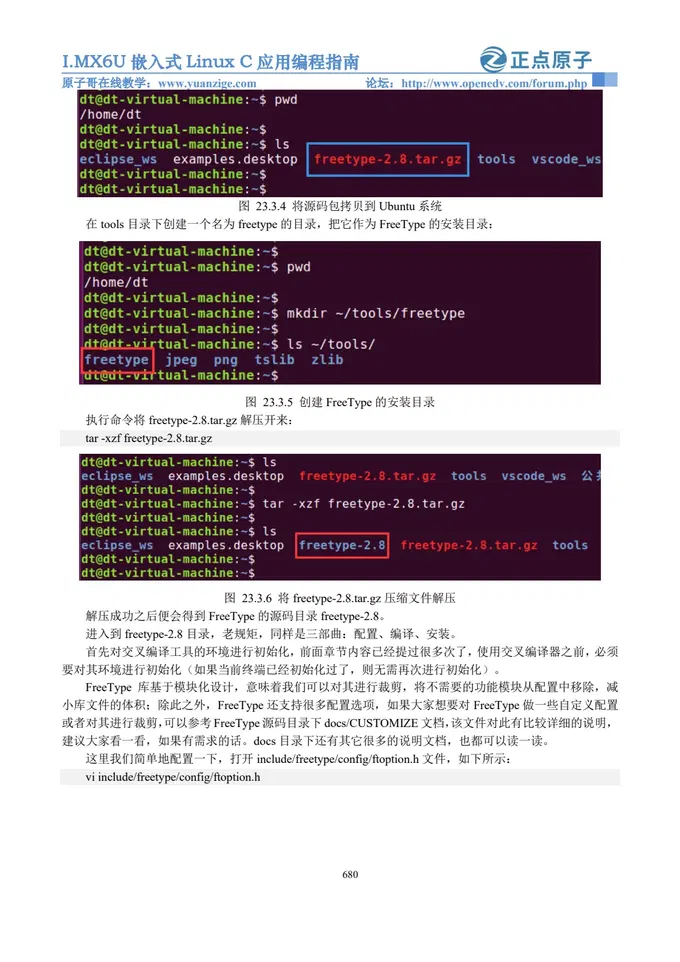 I.MX6U 嵌入式 Linux C 应用编程指南
正点原子
原子哥在线教学：www.yuanzige.com 论坛：http://www.openedv.com/forum.php
dt@dt-virtual-machine:~$ pwd
/home/dt
dt@dt-virtual-machine:~$
dt@dt-virtual-machine:~$ ls
eclipse_ws examples.desktop freetype-2.8.tar.gz tools vscode_ws
dt@dt-virtual-machine:~$
dt@dt-virtual-machine:~$
图 23.3.4 将源码包拷贝到 Ubuntu 系统
在 tools 目录下创建一个名为 freetype 的目录，把它作为 FreeType 的安装目录：
dt@dt-virtual-machine:~$
dt@dt-virtual-machine:~$ pwd
/home/dt
dt@dt-virtual-machine:~$
dt@dt-virtual-machine:~$ mkdir ~/tools/freetype
dt@dt-virtual-machine:~$
dt@dt-virtual-machine:~$ ls ~/tools/
freetype jpeg png tslib zlib
dt@dt-virtual-machine:~$
图 23.3.5 创建 FreeType 的安装目录
执行命令将 freetype-2.8.tar.gz 解压开来：
tar -xzf freetype-2.8.tar.gz
dt@dt-virtual-machine:~$ ls
eclipse_ws examples.desktop freetype-2.8.tar.gz tools vscode_ws 公共
dt@dt-virtual-machine:~$
dt@dt-virtual-machine:~$ tar -xzf freetype-2.8.tar.gz
dt@dt-virtual-machine:~$
dt@dt-virtual-machine:~$ ls
eclipse_ws examples.desktop freetype-2.8 freetype-2.8.tar.gz tools
dt@dt-virtual-machine:~$
dt@dt-virtual-machine:~$
图 23.3.6 将 freetype-2.8.tar.gz 压缩文件解压
解压成功之后便会得到 FreeType 的源码目录 freetype-2.8。
进入到 freetype-2.8 目录，老规矩，同样是三部曲：配置、编译、安装。
首先对交叉编译工具的环境进行初始化，前面章节内容已经提过很多次了，使用交叉编译器之前，必须
要对其环境进行初始化（如果当前终端已经初始化过了，则无需再次进行初始化）。
FreeType 库基于模块化设计，意味着我们可以对其进行裁剪，将不需要的功能模块从配置中移除，减
小库文件的体积；除此之外，FreeType 还支持很多配置选项，如果大家想要对 FreeType 做一些自定义配置
或者对其进行裁剪，可以参考 FreeType 源码目录下 docs/CUSTOMIZE 文档，该文件对此有比较详细的说明，
建议大家看一看，如果有需求的话。docs 目录下还有其它很多的说明文档，也都可以读一读。
这里我们简单地配置一下，打开 include/freetype/config/ftoption.h 文件，如下所示：
vi include/freetype/config/ftoption.h
680